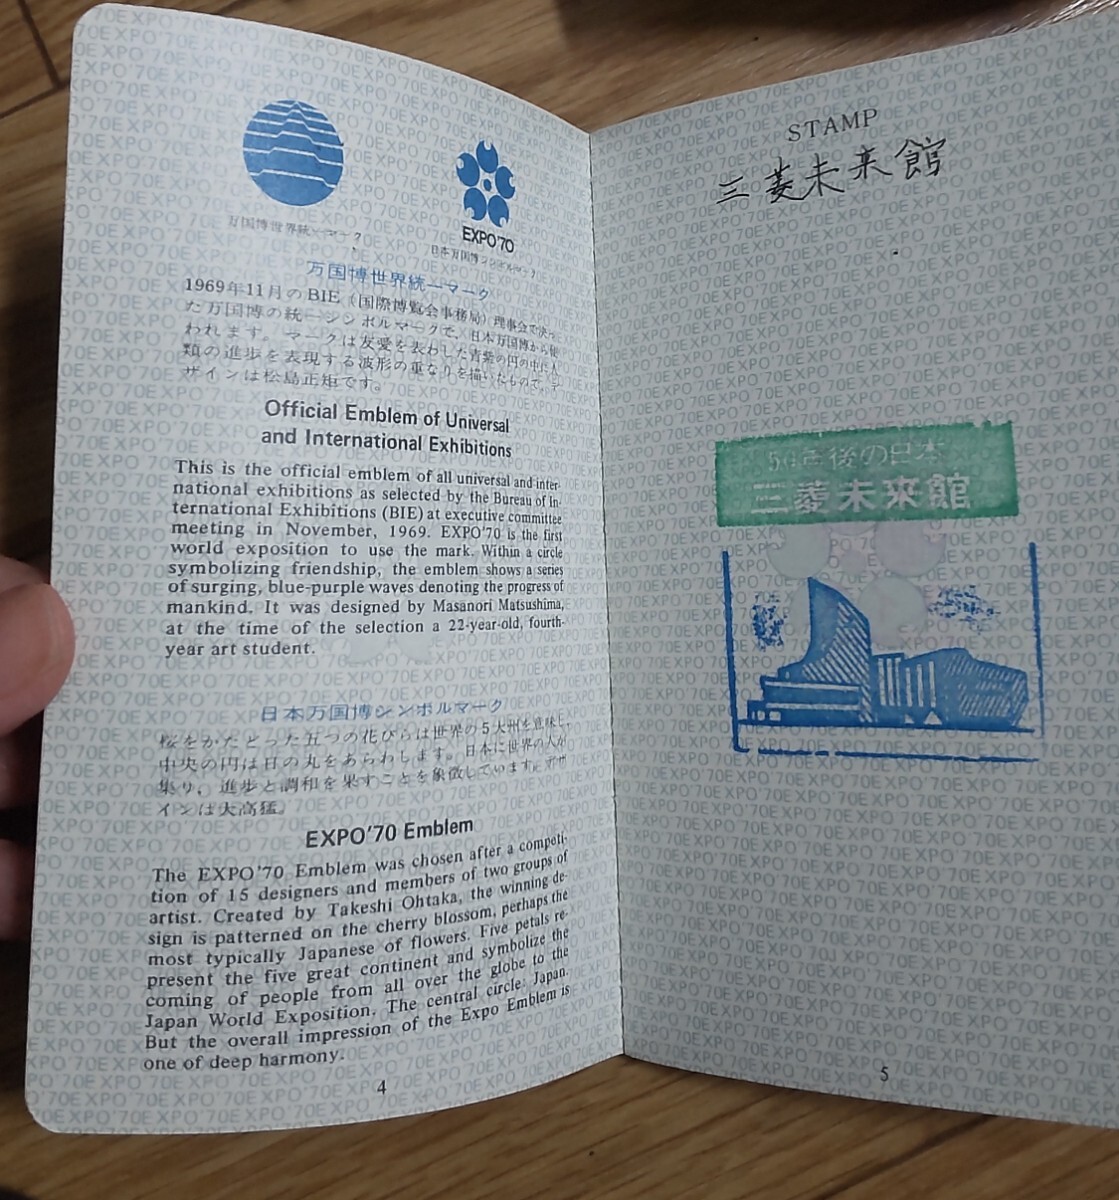 万国博世界統一マーク
EXPO'70
日本万国博シンボルマーク
万国博世界統一マーク
1969年11月のBIE（国際博覧会事務局）理事会で決っ
た万国博の統一シンボルマークで、日本万国博から使
われます。マークは友愛を表わした青紫の円の中に人
類の進歩を表現する波形の重なりを描いたもので、デ
ザインは松島正矩です。
Official Emblem of Universal
and International Exhibitions
This is the official emblem of all universal and inter-
national exhibitions as selected by the Bureau of In-
ternational Exhibitions (BIE) at executive committee
meeting in November, 1969. EXPO'70 is the first
world exposition to use the mark. Within a circle
symbolizing friendship, the emblem shows a series
of surging, blue-purple waves denoting the progress of
mankind. It was designed by Masanori Matsushima,
at the time of the selection a 22-year-old, fourth-
year art student.
日本万国博シンボルマーク
桜をかたどった五つの花びらは世界の5大州を意味し、
中央の円は日の丸をあらわします。日本に世界の人が
集り、進歩と調和を果すことを象徴しています。デザ
インは大高猛。
EXPO'70 Emblem
The EXPO'70 Emblem was chosen after a competi-
tion of 15 designers and members of two groups of
artist. Created by Takeshi Ohtaka, the winning de-
sign is patterned on the cherry blossom, perhaps the
most typically Japanese of flowers. Five petals re-
present the five great continent and symbolize the
coming of people from all over the globe to the
Japan World Exposition. The central circle: Japan.
But the overall impression of the Expo Emblem is
one of deep harmony.
4
STAMP
三菱未来館
50年後の日本
三菱未来館
5